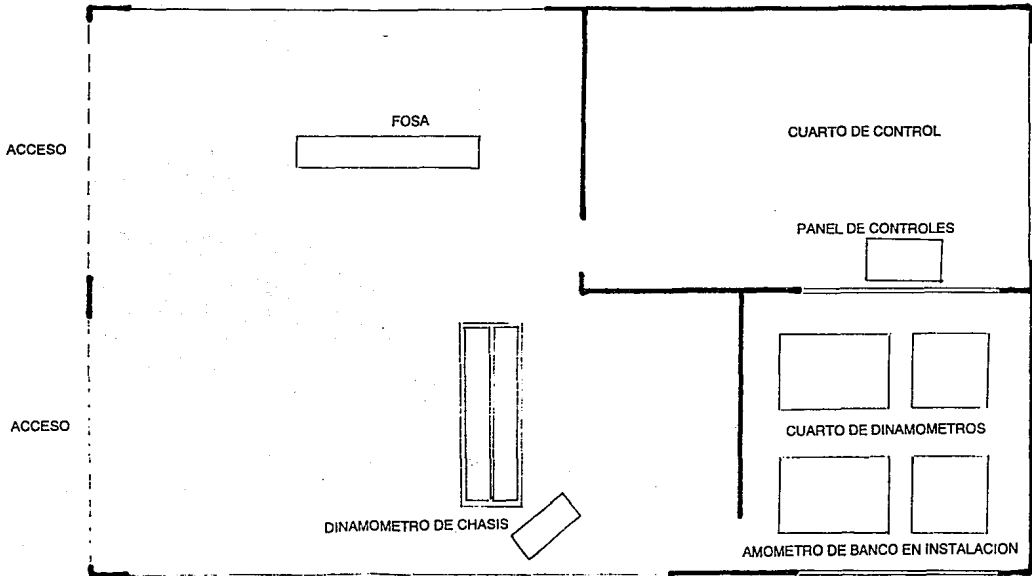 FOSA
ACCESO
CUARTO DE CONTROL
PANEL DE CONTROLES
ACCESO
CUARTO DE DINAMOMETROS
DINAMOMETRO DE CHASIS
AMOMETRO DE BANCO EN INSTALACION